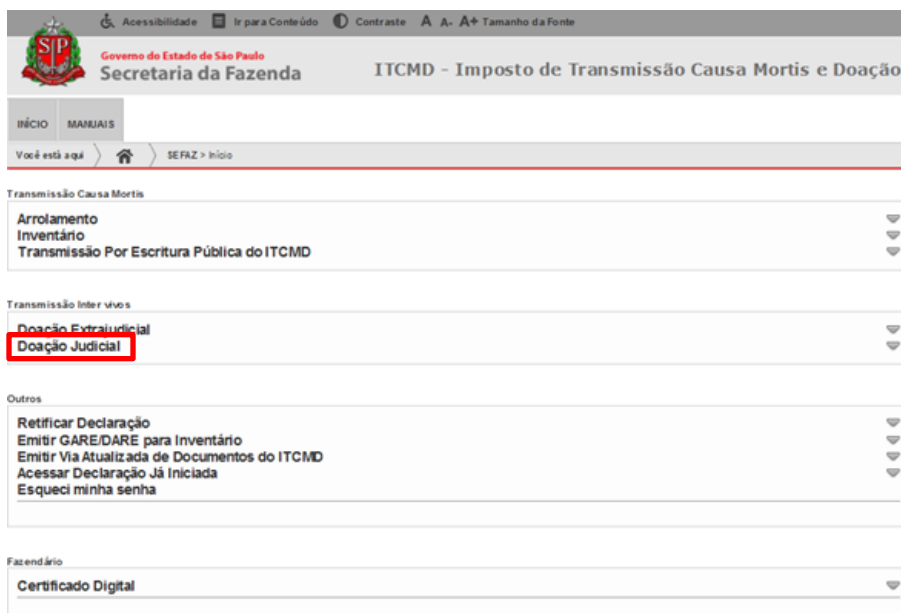 Acessibilidade Ir para Conteúdo Contraste A A- A+ Tamanho da Fonte
SP
Governo do Estado de São Paulo
Secretaria da Fazenda
ITCMD - Imposto de Transmissão Causa Mortis e Doação
INÍCIO MANUAIS
Você está aqui SEFAZ > Início
Transmissão Causa Mortis
Arrolamento
Inventário
Transmissão Por Escritura Pública do ITCMD
Transmissão Inter vivos
Doação Extrajudicial
Doação Judicial
Outros
Retificar Declaração
Emitir GARE/DARE para Inventário
Emitir Via Atualizada de Documentos do ITCMD
Acessar Declaração Já Iniciada
Esqueci minha senha
Fazendário
Certificado Digital